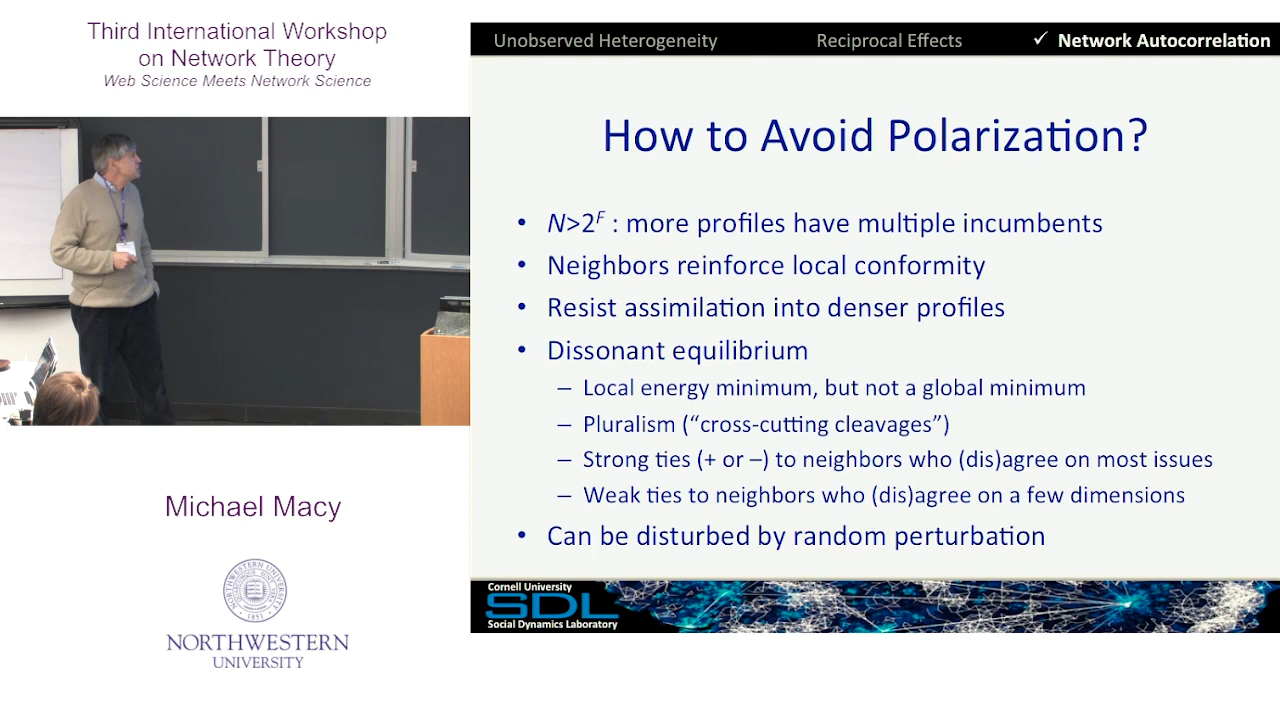 Third International Workshop
on Network Theory
Web Science Meets Network Science
Michael Macy
1851
NORTHWESTERN
UNIVERSITY
Unobserved Heterogeneity Reciprocal Effects ✓ Network Autocorrelation
How to Avoid Polarization?
• N>2^F : more profiles have multiple incumbents
• Neighbors reinforce local conformity
• Resist assimilation into denser profiles
• Dissonant equilibrium
– Local energy minimum, but not a global minimum
– Pluralism (“cross-cutting cleavages”)
– Strong ties (+ or –) to neighbors who (dis)agree on most issues
– Weak ties to neighbors who (dis)agree on a few dimensions
• Can be disturbed by random perturbation
Cornell University
SDL
Social Dynamics Laboratory